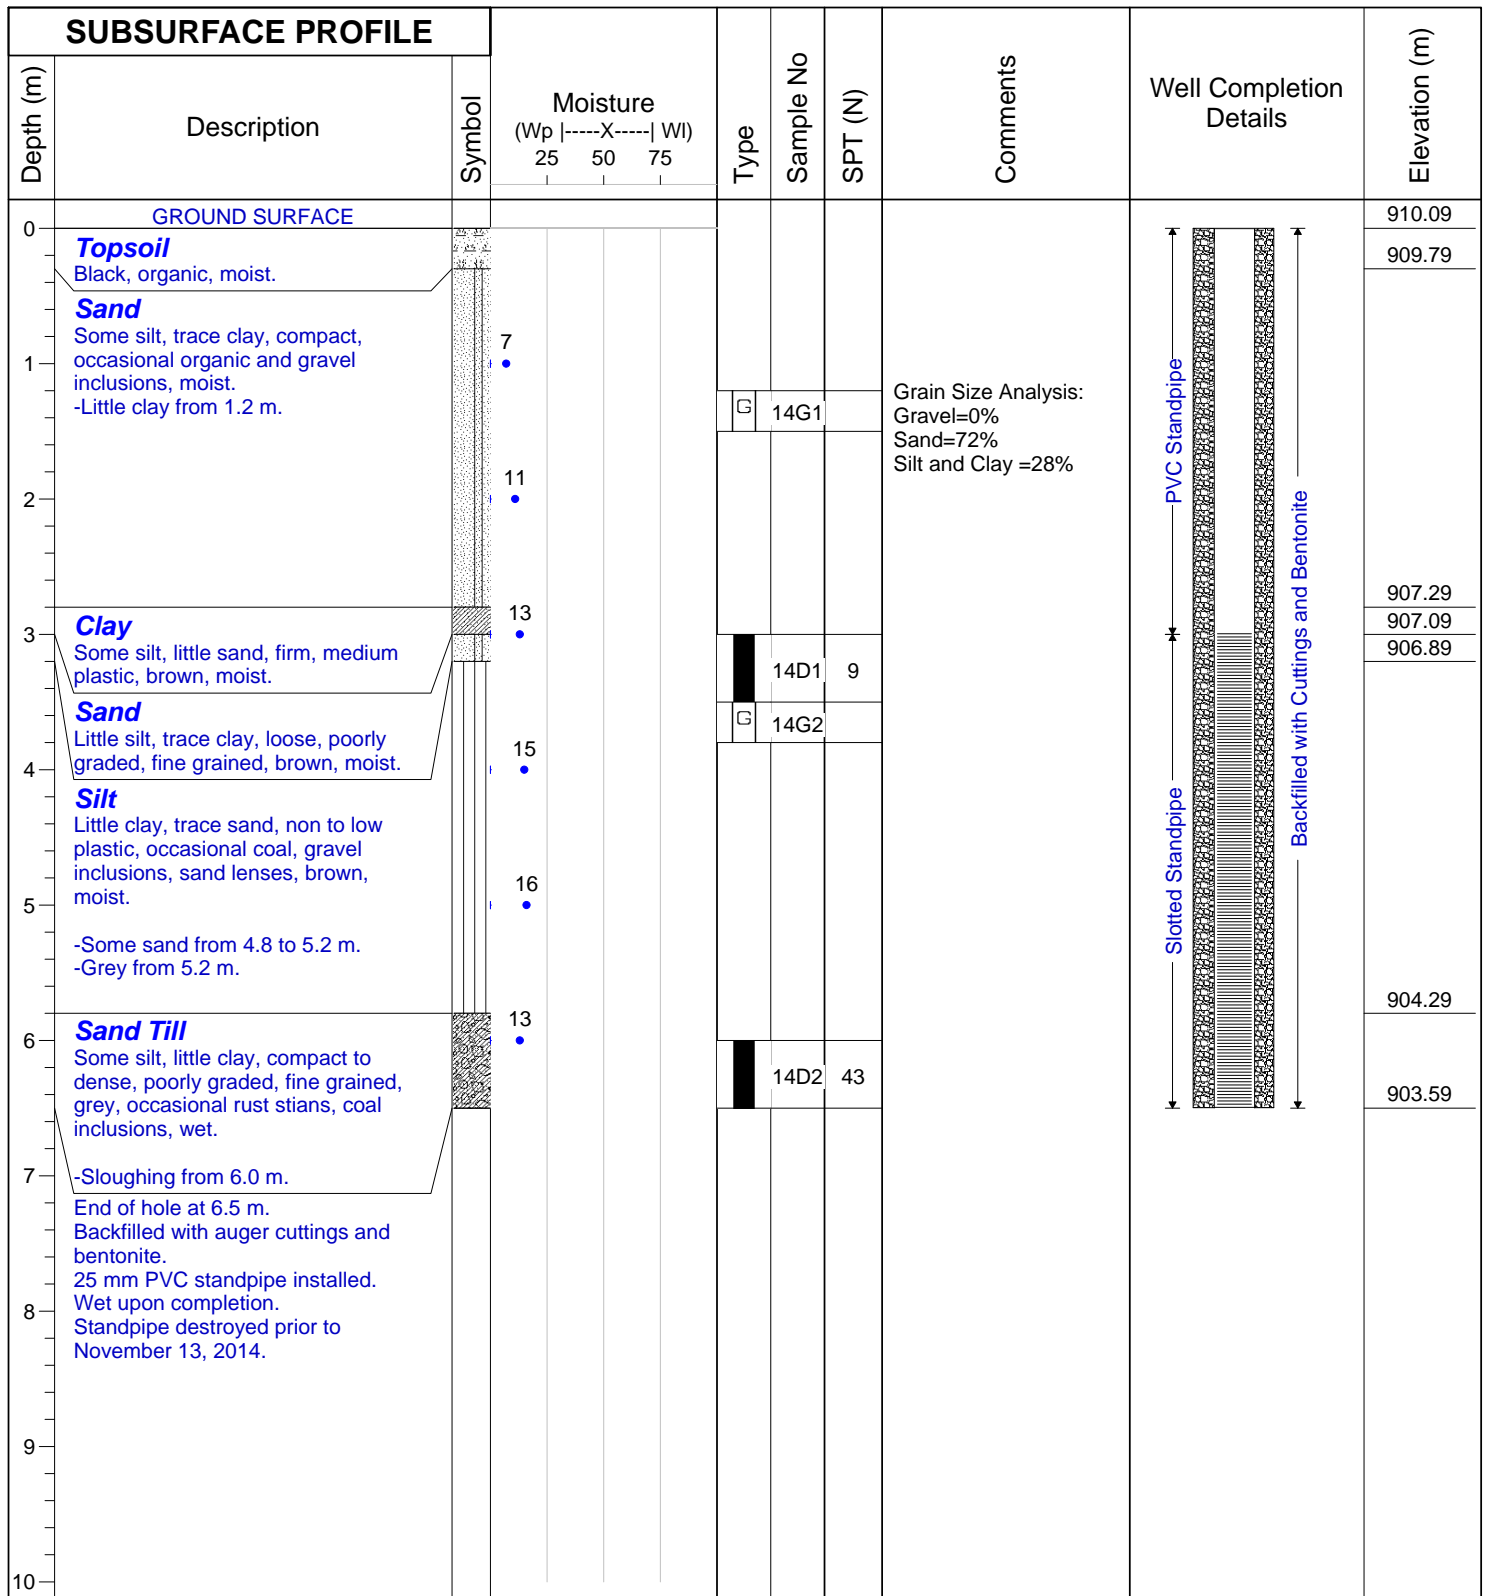 SUBSURFACE PROFILE
Depth (m)
Description
Symbol
Moisture
(Wp |-----X-----| Wl)
25 50 75
Type
Sample No
SPT (N)
Comments
Well Completion
Details
Elevation (m)
GROUND SURFACE
910.09
0
Topsoil
Black, organic, moist.
909.79
Sand
Some silt, trace clay, compact,
occasional organic and gravel
inclusions, moist.
-Little clay from 1.2 m.
7
1
G 14G1
Grain Size Analysis:
Gravel=0%
Sand=72%
Silt and Clay =28%
PVC Standpipe
11
2
Backfilled with Cuttings and Bentonite
907.29
13
907.09
3
906.89
Clay
Some silt, little sand, firm, medium
plastic, brown, moist.
14D1 9
Sand
Little silt, trace clay, loose, poorly
graded, fine grained, brown, moist.
G 14G2
15
4
Silt
Little clay, trace sand, non to low
plastic, occasional coal, gravel
inclusions, sand lenses, brown,
moist.
Slotted Standpipe
16
5
-Some sand from 4.8 to 5.2 m.
-Grey from 5.2 m.
904.29
13
6
Sand Till
Some silt, little clay, compact to
dense, poorly graded, fine grained,
grey, occasional rust stians, coal
inclusions, wet.
14D2 43
903.59
-Sloughing from 6.0 m.
7
End of hole at 6.5 m.
Backfilled with auger cuttings and
bentonite.
25 mm PVC standpipe installed.
Wet upon completion.
Standpipe destroyed prior to
November 13, 2014.
8
9
10